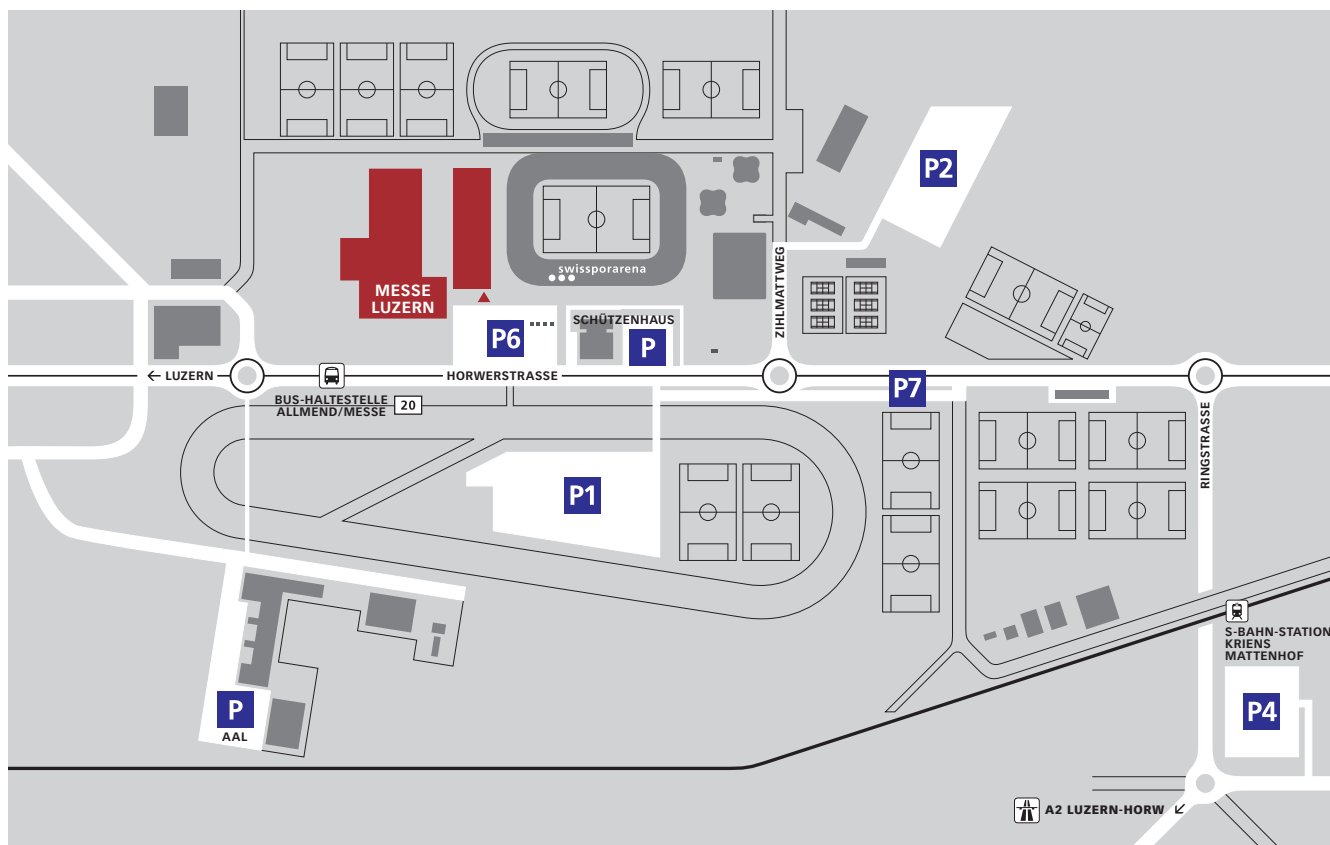 P2
swissporarena
MESSE
LUZERN
ZIHLMATTWEG
SCHÜTZENHAUS
P6
P
← LUZERN
HORWERSTRASSE
P7
BUS-HALTESTELLE
ALLMEND/MESSE 20
RINGSTRASSE
P1
S-BAHN-STATION
KRIENS
MATTENHOF
P
AAL
P4
A2 LUZERN-HORW ↙